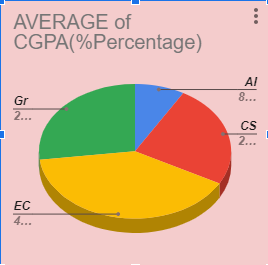 AVERAGE of
CGPA(%Percentage)
AI
8...
Gr
2...
CS
2...
EC
4...